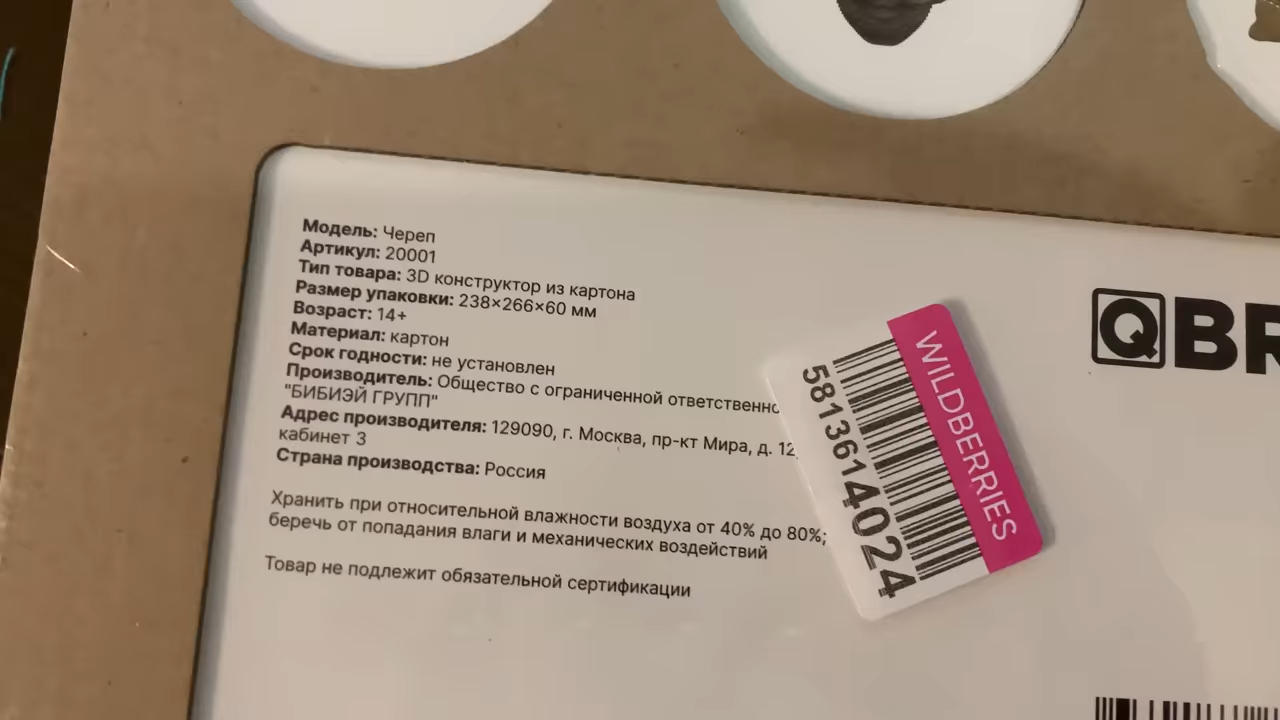 Модель: Череп
Артикул: 20001
Тип товара: 3D конструктор из картона
Размер упаковки: 238×266×60 мм
Возраст: 14+
Материал: картон
Срок годности: не установлен
Производитель: Общество с ограниченной
"БИБИЭЙ ГРУПП"
Адрес производителя: 129090, г. Москва, пр-кт Мира, д.
кабинет 3
Страна производства: Россия
Хранить при относительной влажности воздуха от 40% до 80%;
беречь от попадания влаги и механических воздействий
Товар не подлежит обязательной сертификации
WILDBERRIES
5813614024